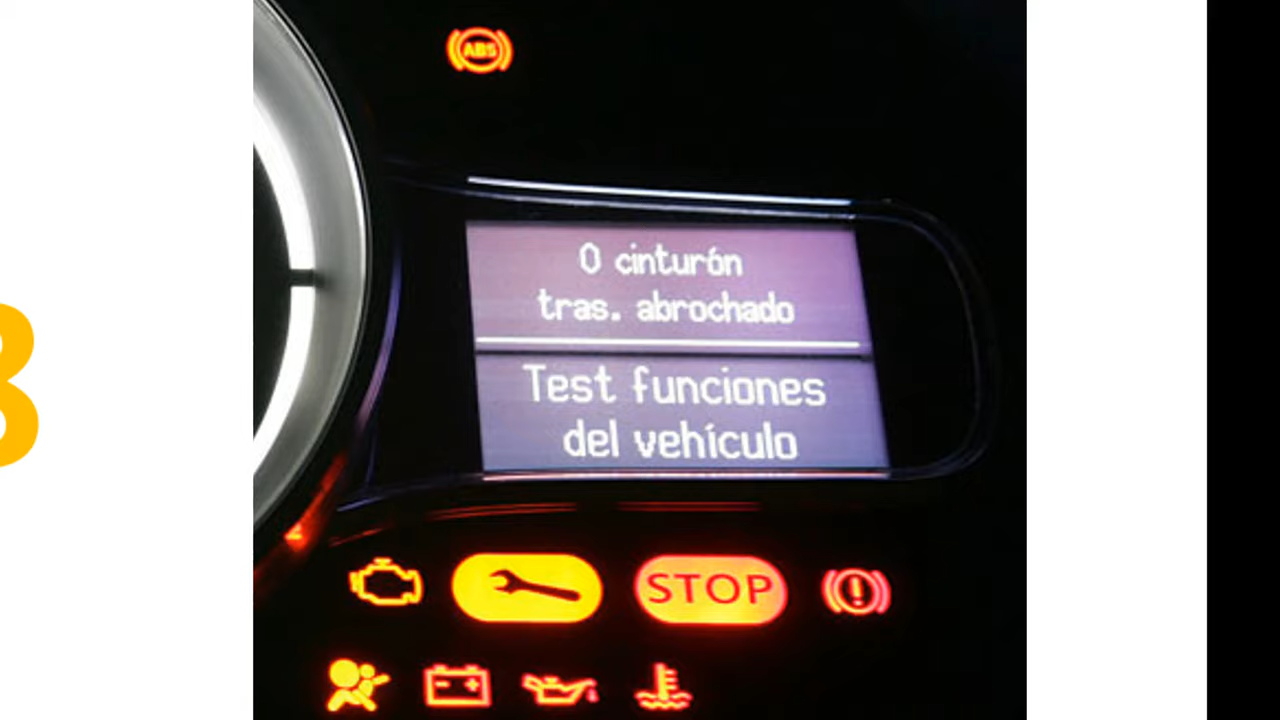 ABS
0 cinturón
tras. abrochado
Test funciones
del vehículo
STOP